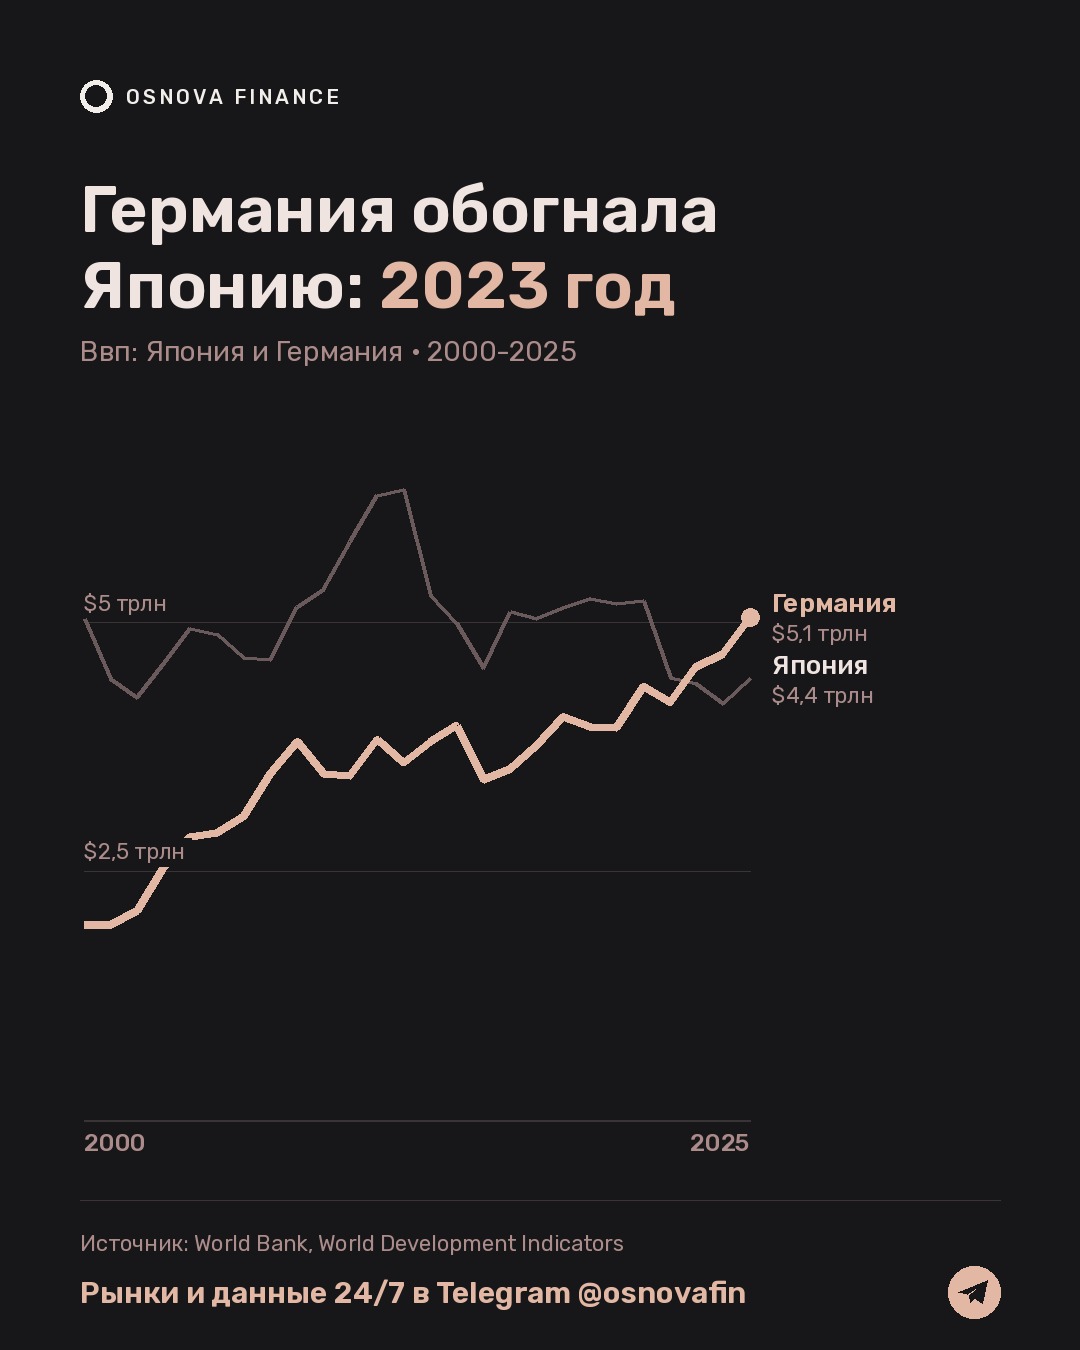 OSNOVA FINANCE
Германия обогнала
Японию: 2023 год
Ввп: Япония и Германия • 2000-2025
$5 трлн
Германия
$5,1 трлн
Япония
$4,4 трлн
$2,5 трлн
2000
2025
Источник: World Bank, World Development Indicators
Рынки и данные 24/7 в Telegram @osnovafin